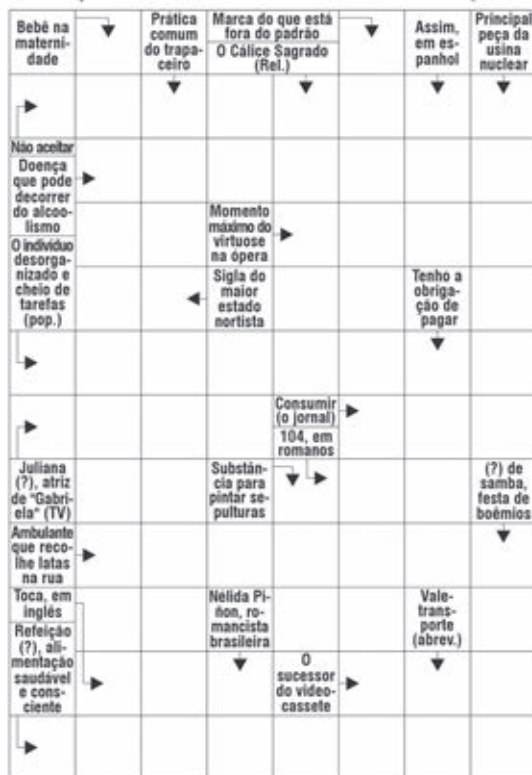 Bebê na
materni-
dade
Prática
comum
do trapa-
ceiro
Marca do que está
fora do padrão
O Cálice Sagrado
(Rel.)
Assim,
em es-
panhol
Principal
peça da
usina
nuclear
Não aceitar
Doença
que pode
decorrer
do alcoo-
lismo
O indivíduo
desorga-
nizado e
cheio de
tarefas
(pop.)
Momento
máximo do
virtuose
na ópera
Sigla do
maior
estado
nortista
Tenho a
obriga-
ção de
pagar
Consumir
(o jornal)
104, em
romanos
Juliana
(?), atriz
de "Gabri-
ela" (TV)
Substân-
cia para
pintar se-
pulturas
(?) de
samba,
festa de
boêmios
Ambulante
que reco-
lhe latas
na rua
Toca, em
inglês
Refeição
(?), ali-
mentação
saudável
e cons-
ciente
Nélida Pi-
ñon, ro-
mancista
brasileira
Vale-
trans-
porte
(abrev.)
O
sucessor
do video-
cassete